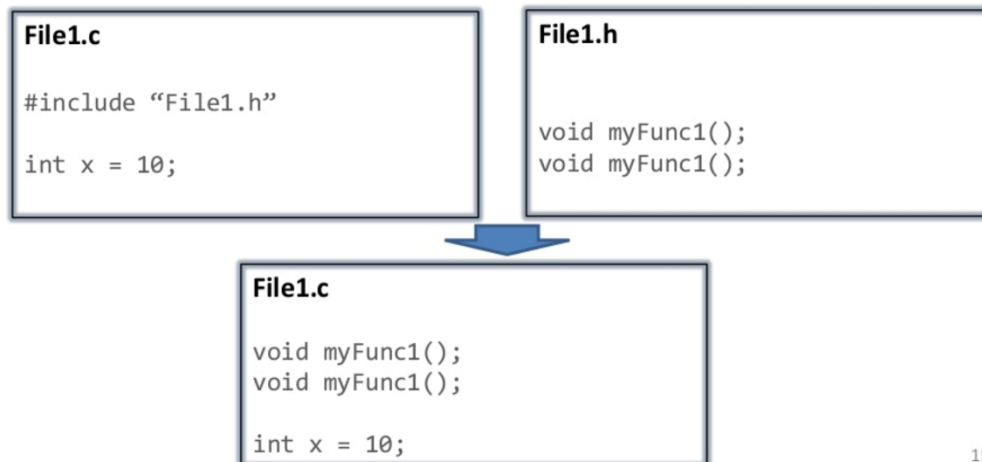 File1.c
#include “File1.h”
int x = 10;
File1.h
void myFunc1();
void myFunc1();
File1.c
void myFunc1();
void myFunc1();
int x = 10;